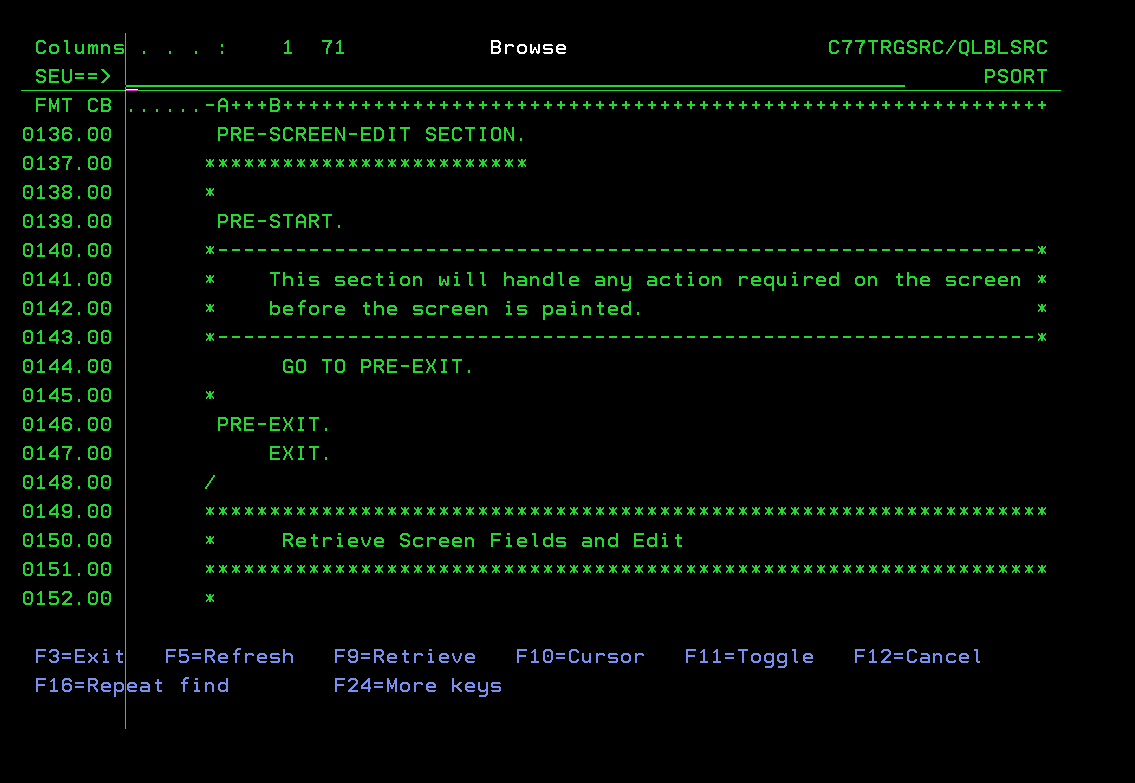 Columns . . . :    1  71           Browse                    C77TRGSRC/QLBLSRC
SEU==> PSORT
FMT CB ......-A+++B+++++++++++++++++++++++++++++++++++++++++++++++++++++++++++
0136.00        PRE-SCREEN-EDIT SECTION.
0137.00       *************************
0138.00       *
0139.00        PRE-START.
0140.00       *---------------------------------------------------------------*
0141.00       *    This section will handle any action required on the screen *
0142.00       *    before the screen is painted.                              *
0143.00       *---------------------------------------------------------------*
0144.00             GO TO PRE-EXIT.
0145.00       *
0146.00        PRE-EXIT.
0147.00            EXIT.
0148.00       /
0149.00       *****************************************************************
0150.00       *     Retrieve Screen Fields and Edit
0151.00       *****************************************************************
0152.00       *
F3=Exit   F5=Refresh   F9=Retrieve   F10=Cursor   F11=Toggle   F12=Cancel
F16=Repeat find        F24=More keys